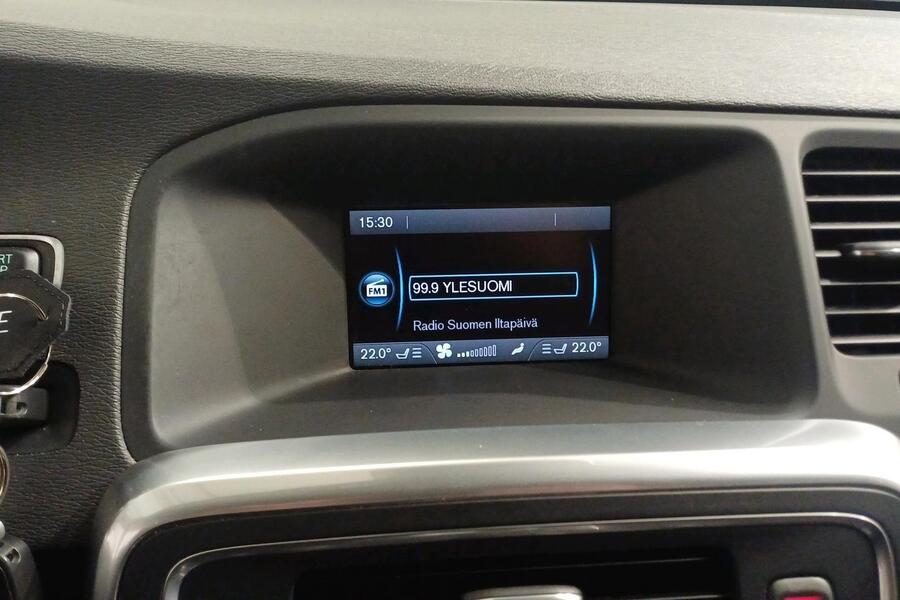 15:30
FM1
99.9 YLESUOMI
Radio Suomen Iltapäivä
22.0° 22.0°